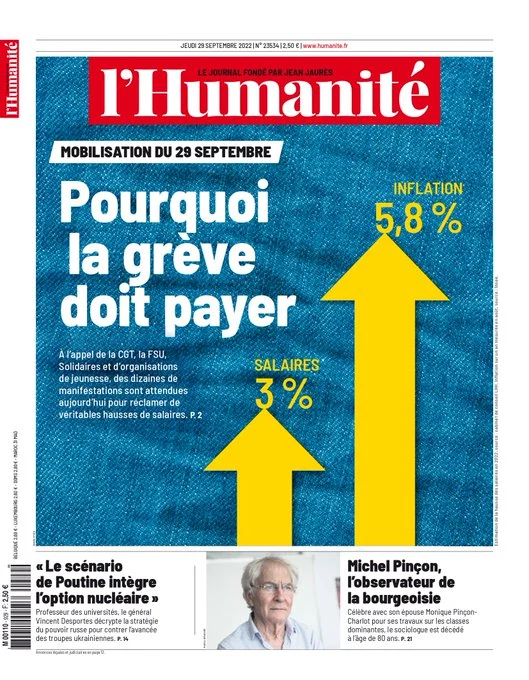 JEUDI 29 SEPTEMBRE 2022 | N° 23534 | 2,50 € | www.humanite.fr
l'Humanité
LE JOURNAL FONDÉ PAR JEAN JAURÈS
l'Humanité
MOBILISATION DU 29 SEPTEMBRE
Pourquoi
la grève
doit payer
À l'appel de la CGT, la FSU,
Solidaires et d'organisations
de jeunesse, des dizaines de
manifestations sont attendues
aujourd'hui pour réclamer de
véritables hausses de salaires. P. 2
INFLATION
5,8 %
SALAIRES
3 %
« Le scénario
de Poutine intègre
l'option nucléaire »
Professeur des universités, le général
Vincent Desportes décrypte la stratégie
du pouvoir russe pour contrer l'avancée
des troupes ukrainiennes. P. 14
Michel Pinçon,
l'observateur de
la bourgeoisie
Célèbre avec son épouse Monique Pinçon-
Charlot pour ses travaux sur les classes
dominantes, le sociologue est décédé
à l'âge de 80 ans. P. 21